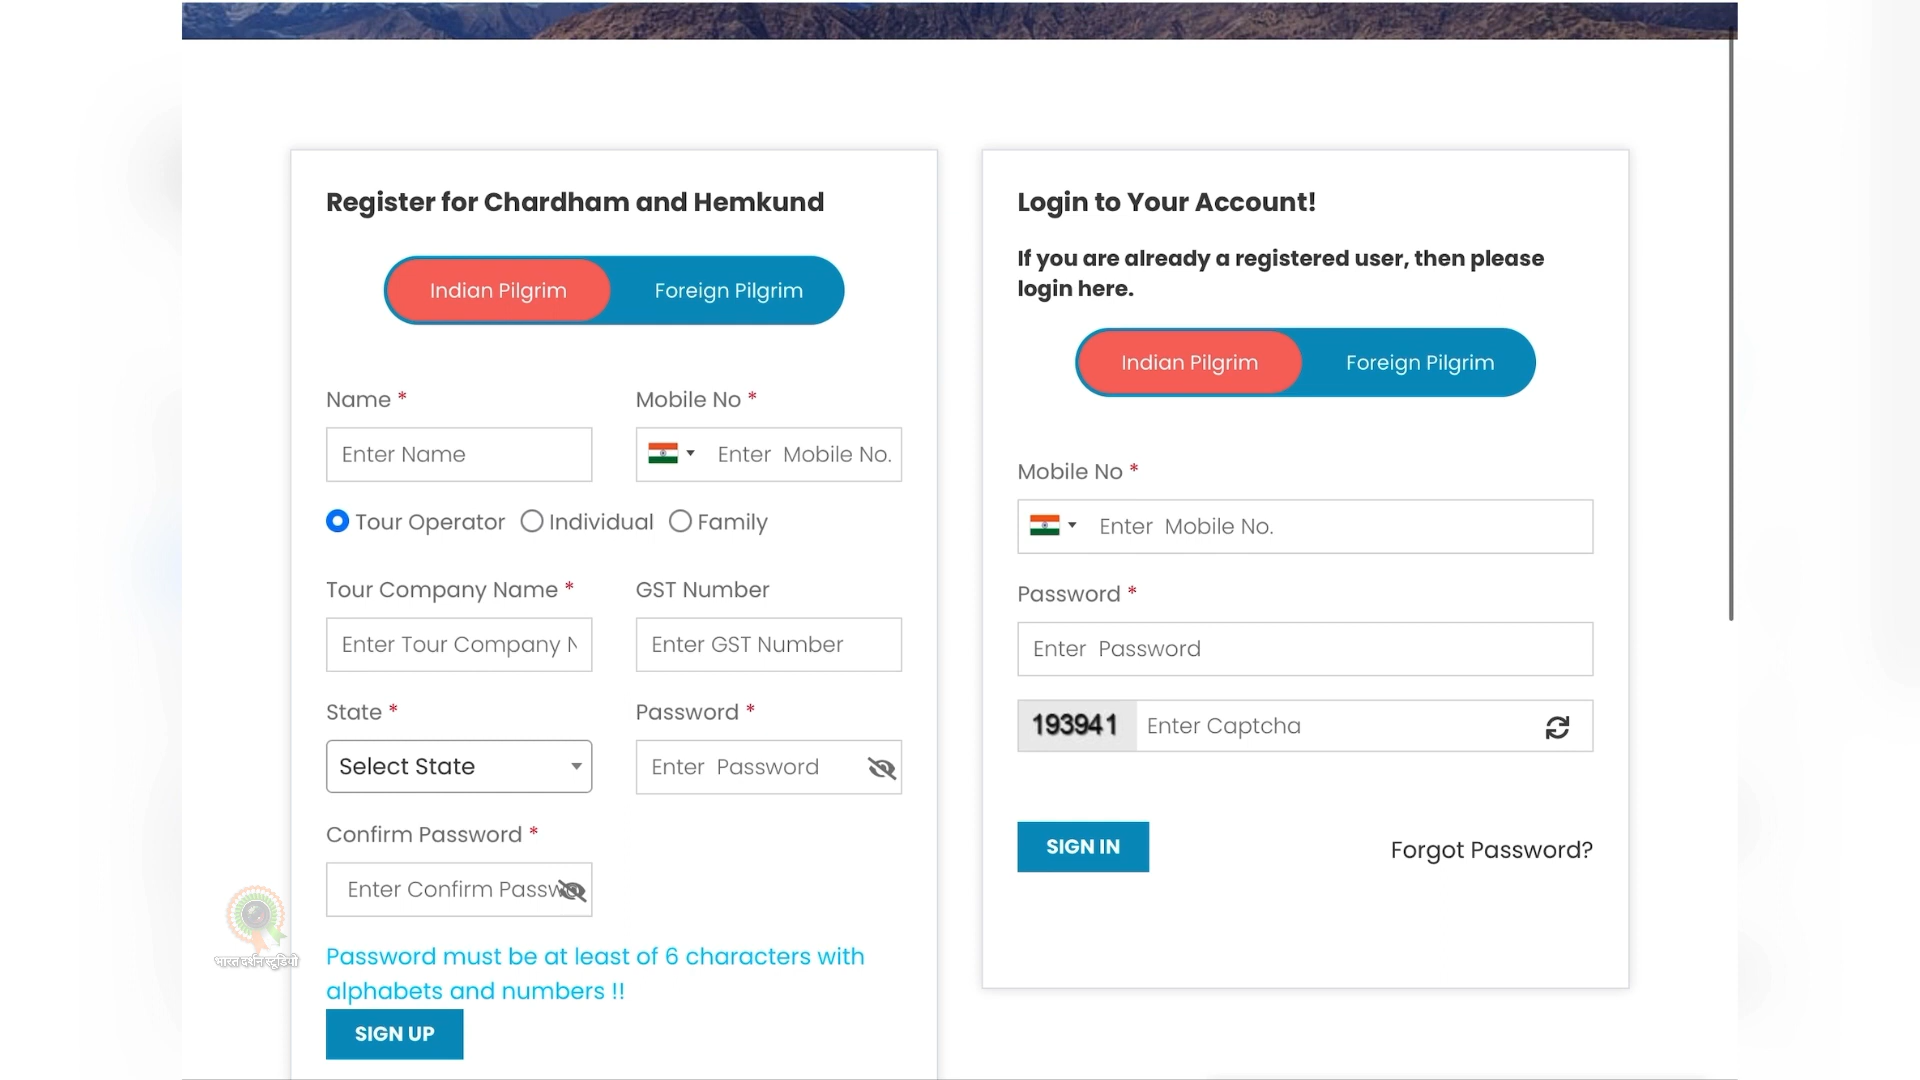 Register for Chardham and Hemkund
Indian Pilgrim Foreign Pilgrim
Name * Mobile No *
Enter Name Enter Mobile No.
Tour Operator Individual Family
Tour Company Name * GST Number
Enter Tour Company N Enter GST Number
State * Password *
Select State Enter Password
Confirm Password *
Enter Confirm Passw
Password must be at least of 6 characters with
alphabets and numbers !!
SIGN UP
Login to Your Account!
If you are already a registered user, then please
login here.
Indian Pilgrim Foreign Pilgrim
Mobile No *
Enter Mobile No.
Password *
Enter Password
193941 Enter Captcha
SIGN IN Forgot Password?
भारत दर्शन स्टूडियो